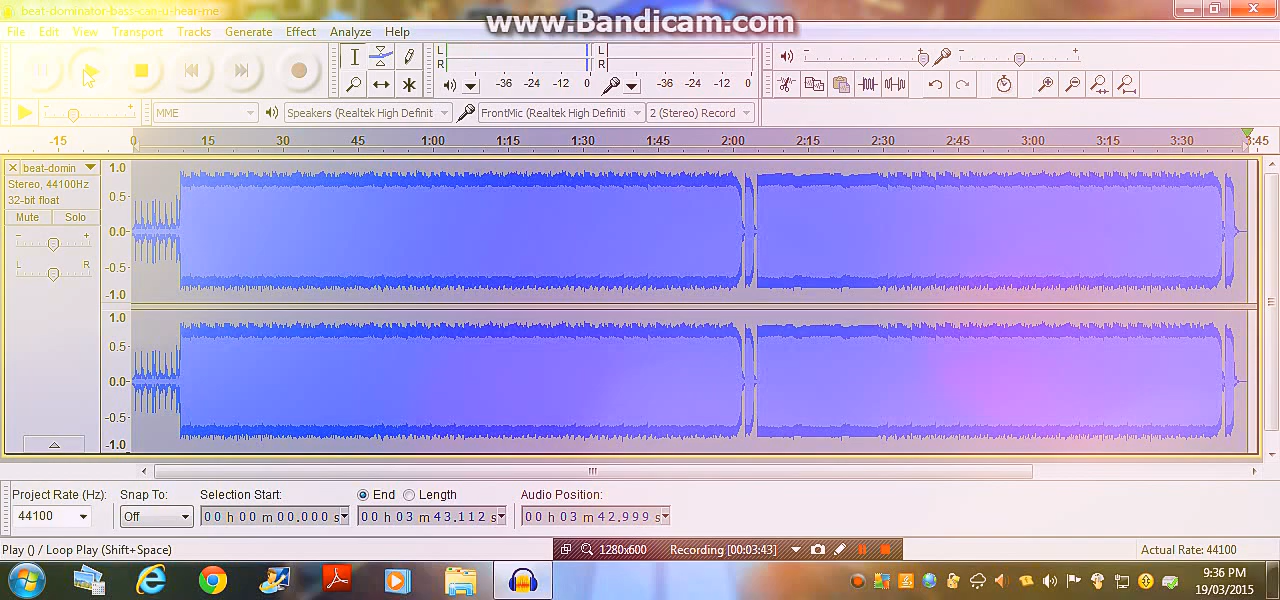 beat-dominator-bass-can-u-hear-me
www.Bandicam.com
File Edit View Transport Tracks Generate Effect Analyze Help
L
R
-36 -24 -12 0
L
R
-36 -24 -12 0
- +
- +
- +
MME
Speakers (Realtek High Definit
FrontMic (Realtek High Definiti
2 (Stereo) Record
-15 0 15 30 45 1:00 1:15 1:30 1:45 2:00 2:15 2:30 2:45 3:00 3:15 3:30 3:45
beat-domin
Stereo, 44100Hz
32-bit float
Mute Solo
- +
L R
1.0
0.5
0.0
-0.5
-1.0
1.0
0.5
0.0
-0.5
-1.0
Project Rate (Hz):
44100
Snap To:
Off
Selection Start:
00 h 00 m 00.000 s
End Length
00 h 03 m 43.112 s
Audio Position:
00 h 03 m 42.999 s
Play () / Loop Play (Shift+Space)
1280x600 Recording [00:03:43]
Actual Rate: 44100
9:36 PM
19/03/2015